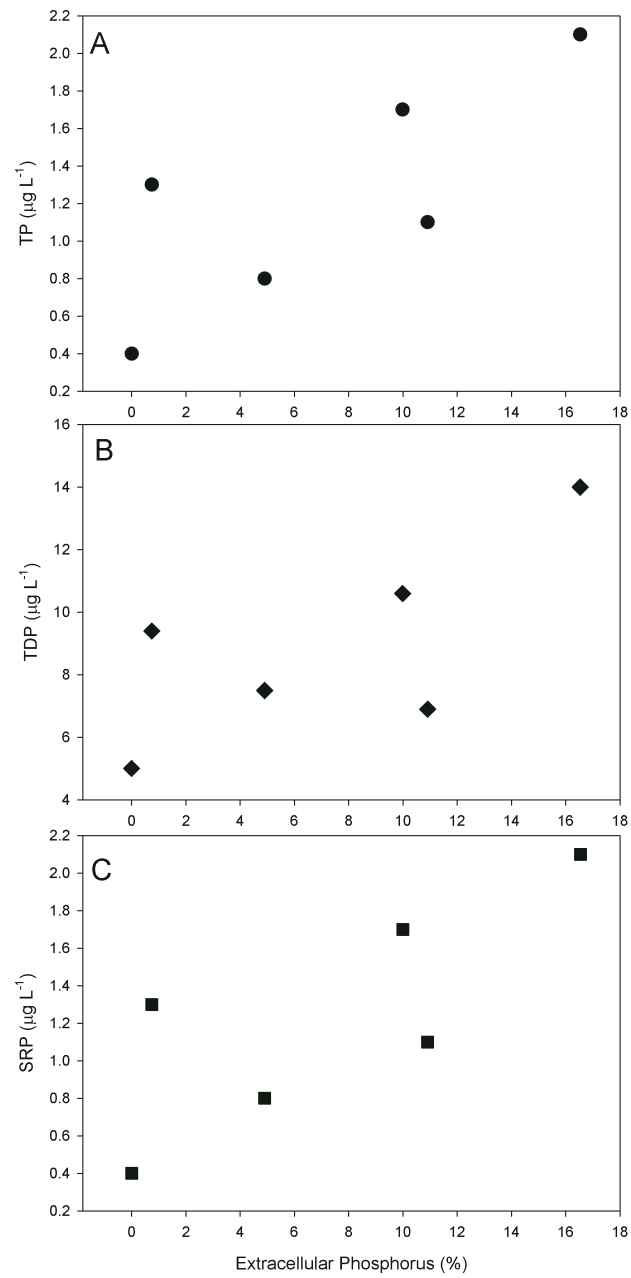 A
2.2
2.0
1.8
1.6
1.4
1.2
1.0
0.8
0.6
0.4
0.2
TP (μg L⁻¹)
0 2 4 6 8 10 12 14 16 18
B
16
14
12
10
8
6
4
TDP (μg L⁻¹)
0 2 4 6 8 10 12 14 16 18
C
2.2
2.0
1.8
1.6
1.4
1.2
1.0
0.8
0.6
0.4
0.2
SRP (μg L⁻¹)
0 2 4 6 8 10 12 14 16 18
Extracellular Phosphorus (%)